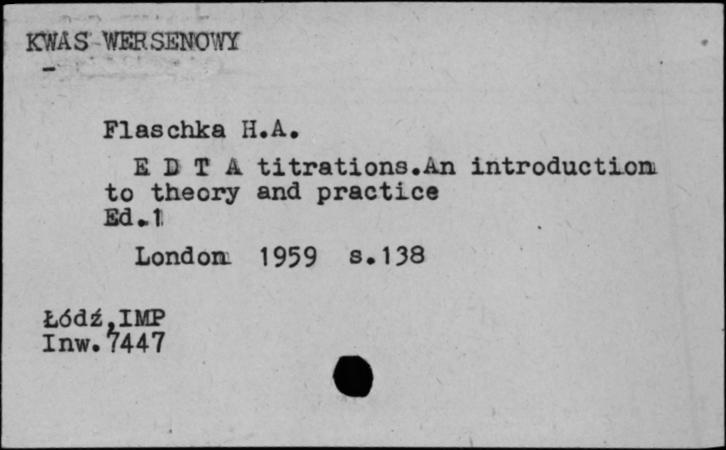 KWAS WERSENOWY
-
Flaschka H.A.
E D T A titrations.An introduction
to theory and practice
Ed.1
London 1959 s.138
Łódź,IMP
Inw.7447